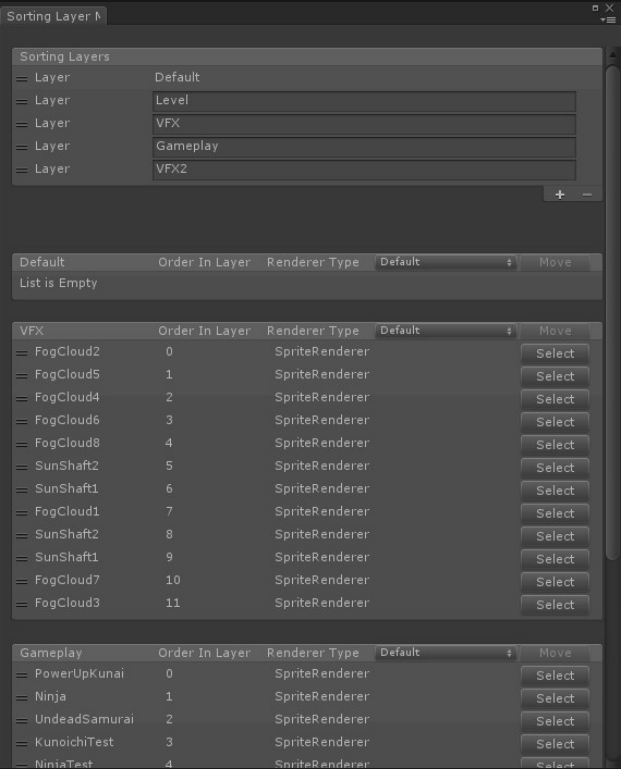 Sorting Layer M
Sorting Layers
Layer Default
Layer Level
Layer VFX
Layer Gameplay
Layer VFX2
+ −
Default Order In Layer Renderer Type Default Move
List is Empty
VFX Order In Layer Renderer Type Default Move
FogCloud2 0 SpriteRenderer Select
FogCloud5 1 SpriteRenderer Select
FogCloud4 2 SpriteRenderer Select
FogCloud6 3 SpriteRenderer Select
FogCloud8 4 SpriteRenderer Select
SunShaft2 5 SpriteRenderer Select
SunShaft1 6 SpriteRenderer Select
FogCloud1 7 SpriteRenderer Select
SunShaft2 8 SpriteRenderer Select
SunShaft1 9 SpriteRenderer Select
FogCloud7 10 SpriteRenderer Select
FogCloud3 11 SpriteRenderer Select
Gameplay Order In Layer Renderer Type Default Move
PowerUpKunai 0 SpriteRenderer Select
Ninja 1 SpriteRenderer Select
UndeadSamurai 2 SpriteRenderer Select
KunoichiTest 3 SpriteRenderer Select
NinjaTest 4 SpriteRenderer Select